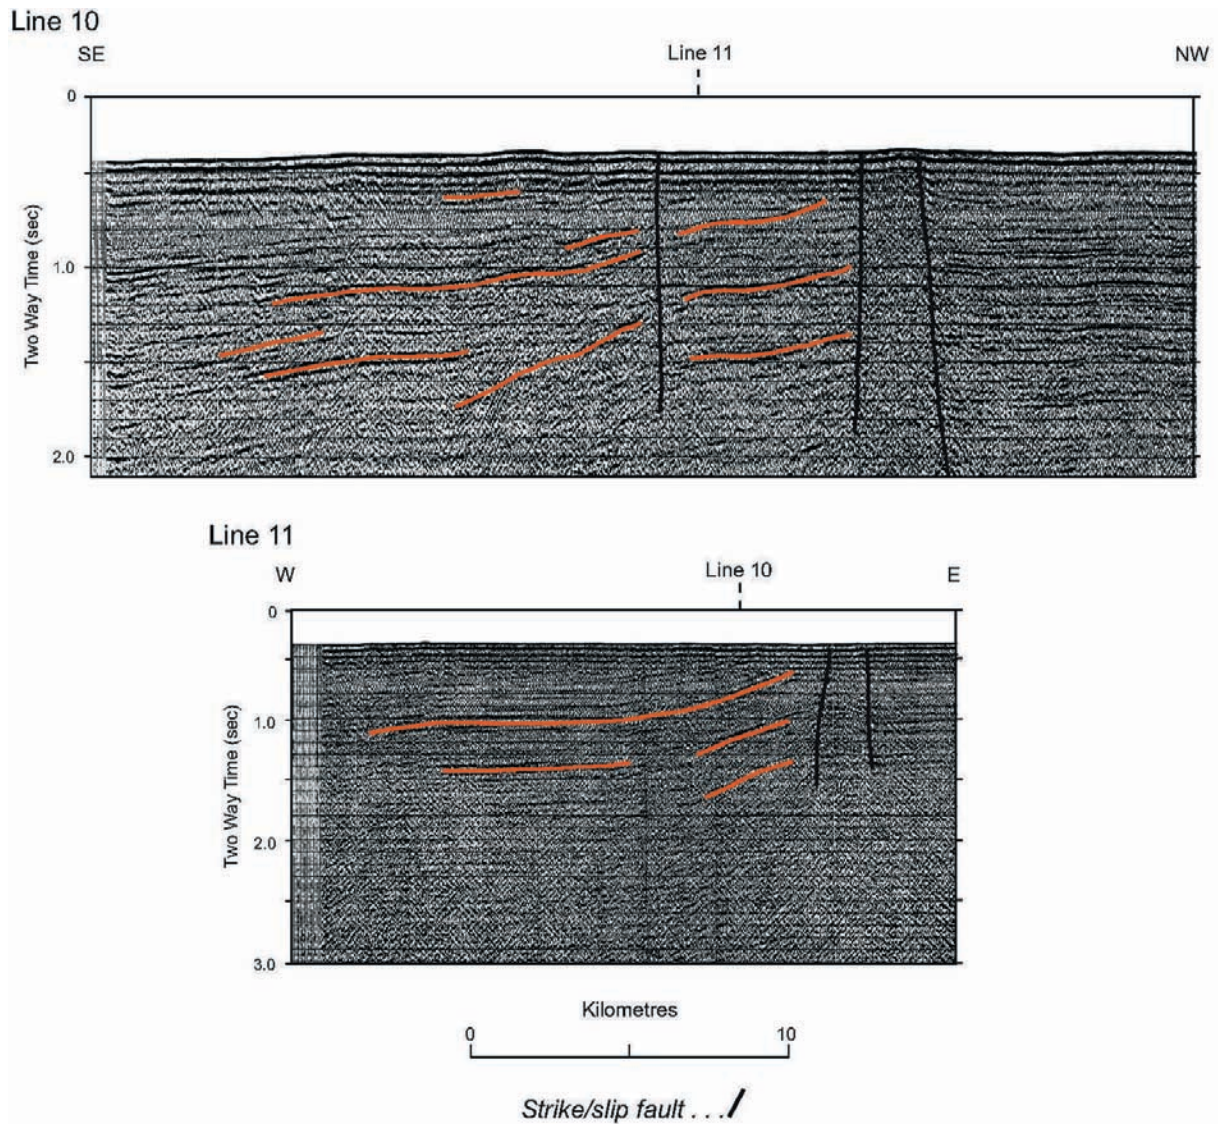 Line 10
SE Line 11 NW
0
1.0
2.0
Two Way Time (sec)
Line 11
W Line 10 E
0
1.0
2.0
3.0
Two Way Time (sec)
Kilometres
0 10
Strike/slip fault . . .